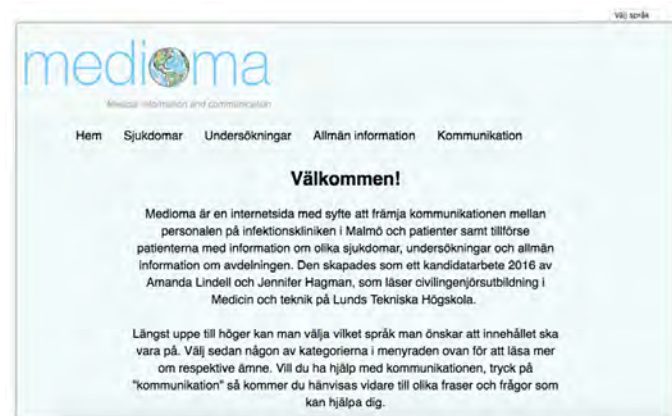 Välj språk
medioma
Medical information and communication
Hem Sjukdomar Undersökningar Allmän information Kommunikation
Välkommen!
Medioma är en internetsida med syfte att främja kommunikationen mellan
personalen på infektionskliniken i Malmö och patienter samt tillförse
patienterna med information om olika sjukdomar, undersökningar och allmän
information om avdelningen. Den skapades som ett kandidatarbete 2016 av
Amanda Lindell och Jennifer Hagman, som läser civilingenjörsutbildning i
Medicin och teknik på Lunds Tekniska Högskola.
Längst uppe till höger kan man välja vilket språk man önskar att innehållet ska
vara på. Välj sedan någon av kategorierna i menyraden ovan för att läsa mer
om respektive ämne. Vill du ha hjälp med kommunikationen, tryck på
"kommunikation" så kommer du hänvisas vidare till olika fraser och frågor som
kan hjälpa dig.